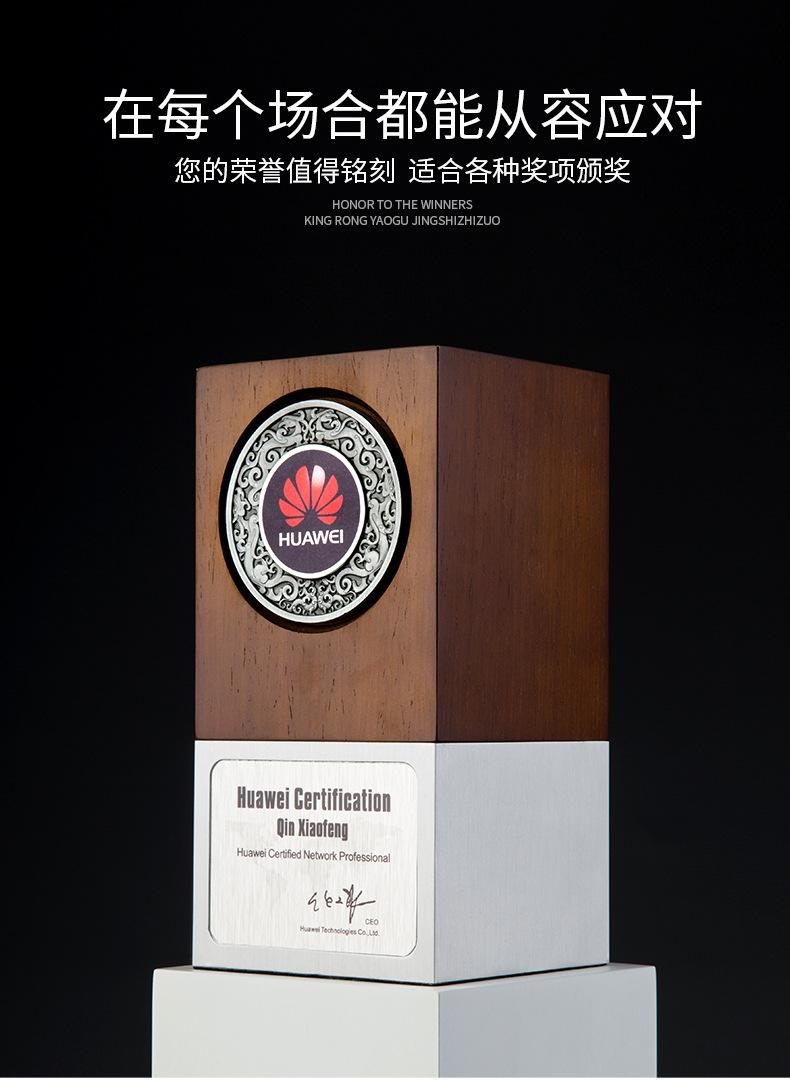 在每个场合都能从容应对
您的荣誉值得铭刻 适合各种奖项颁奖
HONOR TO THE WINNERS
KING RONG YAOGU JINGSHIZHIZUO
HUAWEI
Huawei Certification
Qin Xiaofeng
Huawei Certified Network Professional
CEO
Huawei Technologies Co.,Ltd.